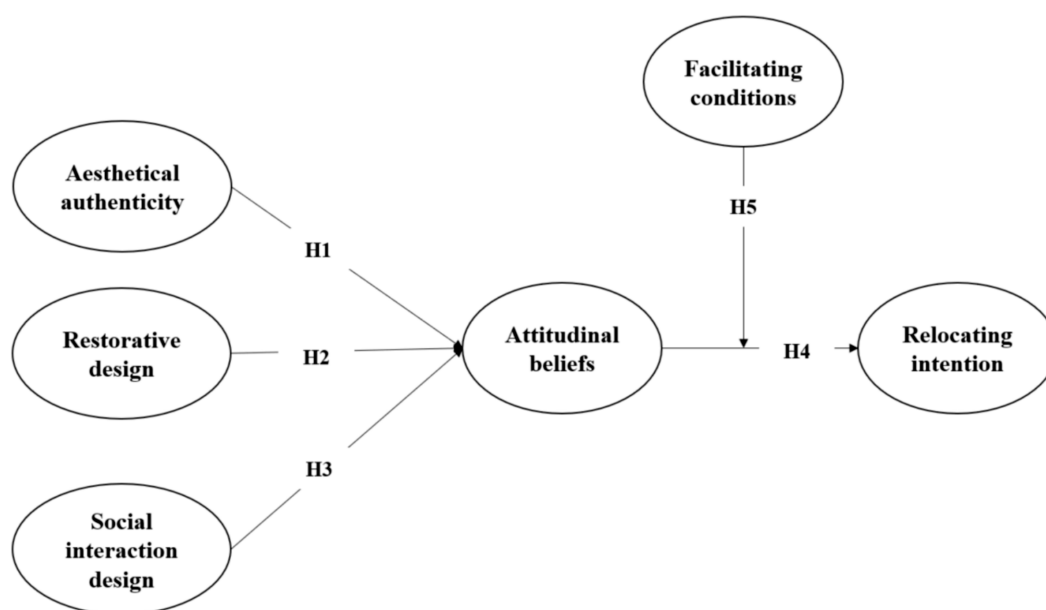 Facilitating
conditions
Aesthetical
authenticity
H5
H1
Restorative
design
H2
Attitudinal
beliefs
H4
Relocating
intention
H3
Social
interaction
design